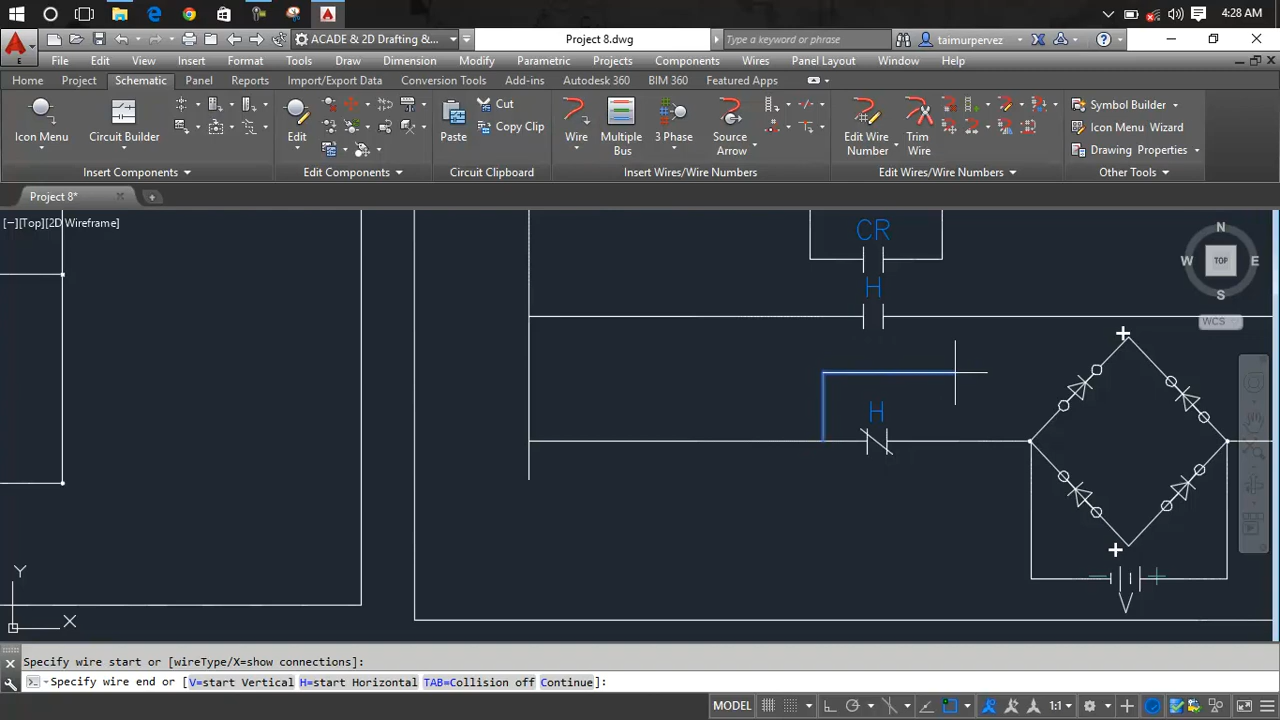 4:28 AM
ACADE & 2D Drafting &...
Project 8.dwg
Type a keyword or phrase
taimurpervez
E
File Edit View Insert Format Tools Draw Dimension Modify Parametric Projects Components Wires Panel Layout Window Help
Home Project Schematic Panel Reports Import/Export Data Conversion Tools Add-ins Autodesk 360 BIM 360 Featured Apps
Icon Menu
Circuit Builder
Edit
Paste
Cut
Copy Clip
Wire
Multiple
Bus
3 Phase
Source
Arrow
Edit Wire
Number
Trim
Wire
Symbol Builder
Icon Menu Wizard
Drawing Properties
Insert Components
Edit Components
Circuit Clipboard
Insert Wires/Wire Numbers
Edit Wires/Wire Numbers
Other Tools
Project 8*
[−][Top][2D Wireframe]
CR
H
H
N
W
TOP
E
S
WCS
Y
X
V
Specify wire start or [wireType/X=show connections]:
Specify wire end or [V=start Vertical H=start Horizontal TAB=Collision off Continue]:
MODEL
1:1